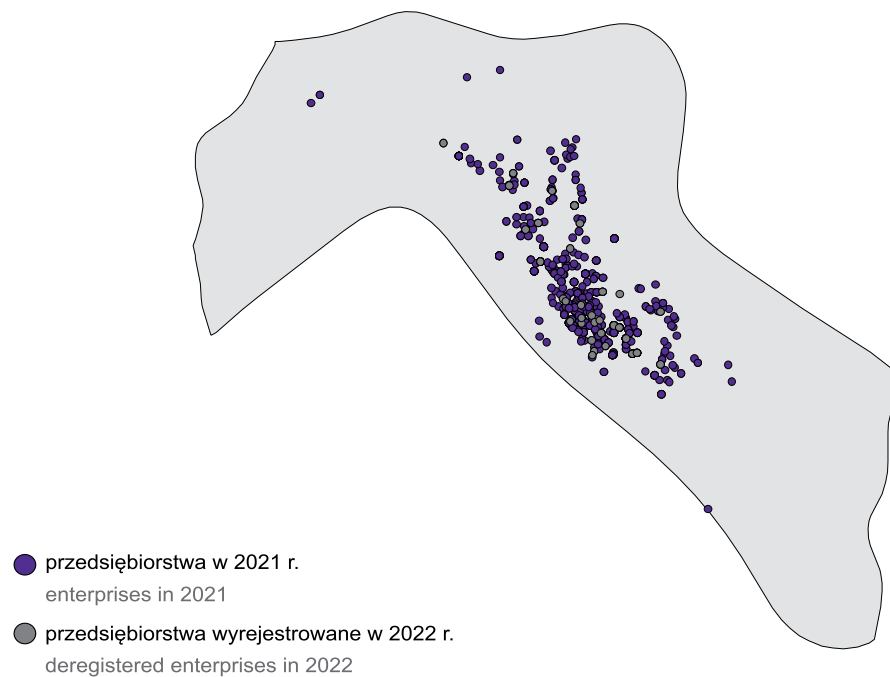 przedsiębiorstwa w 2021 r.
enterprises in 2021
przedsiębiorstwa wyrejestrowane w 2022 r.
deregistered enterprises in 2022